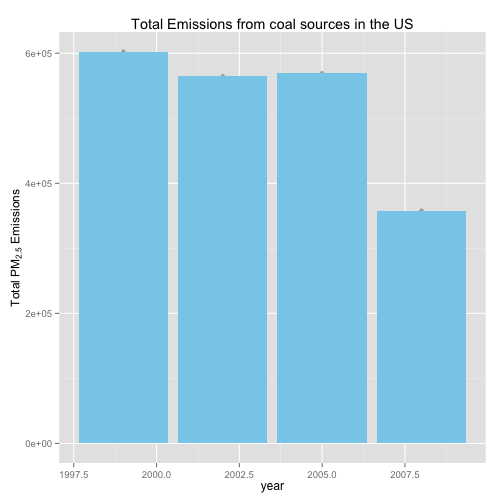 Total Emissions from coal sources in the US
Total PM2.5 Emissions
6e+05
4e+05
2e+05
0e+00
1997.5 2000.0 2002.5 2005.0 2007.5
year